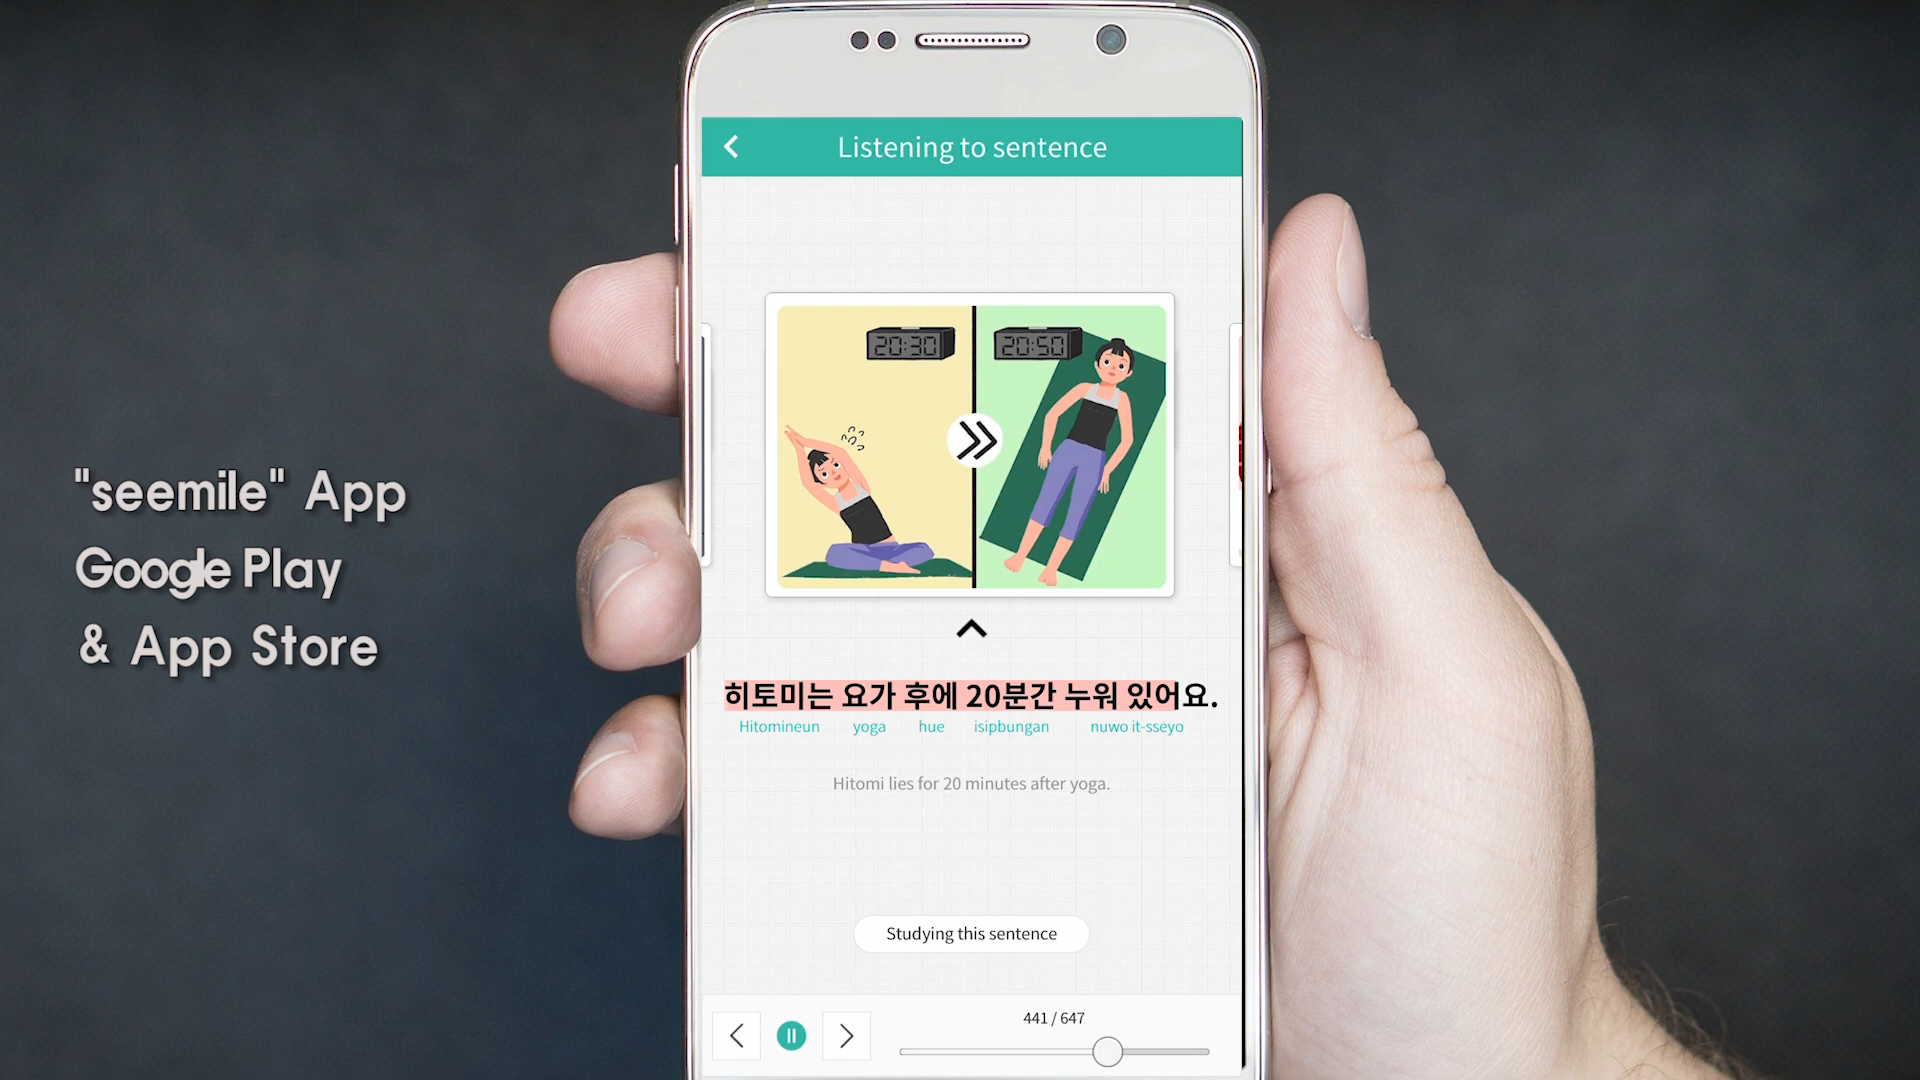 "seemile" App
Google Play
& App Store
Listening to sentence
20:30
20:50
히토미는 요가 후에 20분간 누워 있어요.
Hitomineun yoga hue isipbungan nuwo it-sseyo
Hitomi lies for 20 minutes after yoga.
Studying this sentence
441 / 647